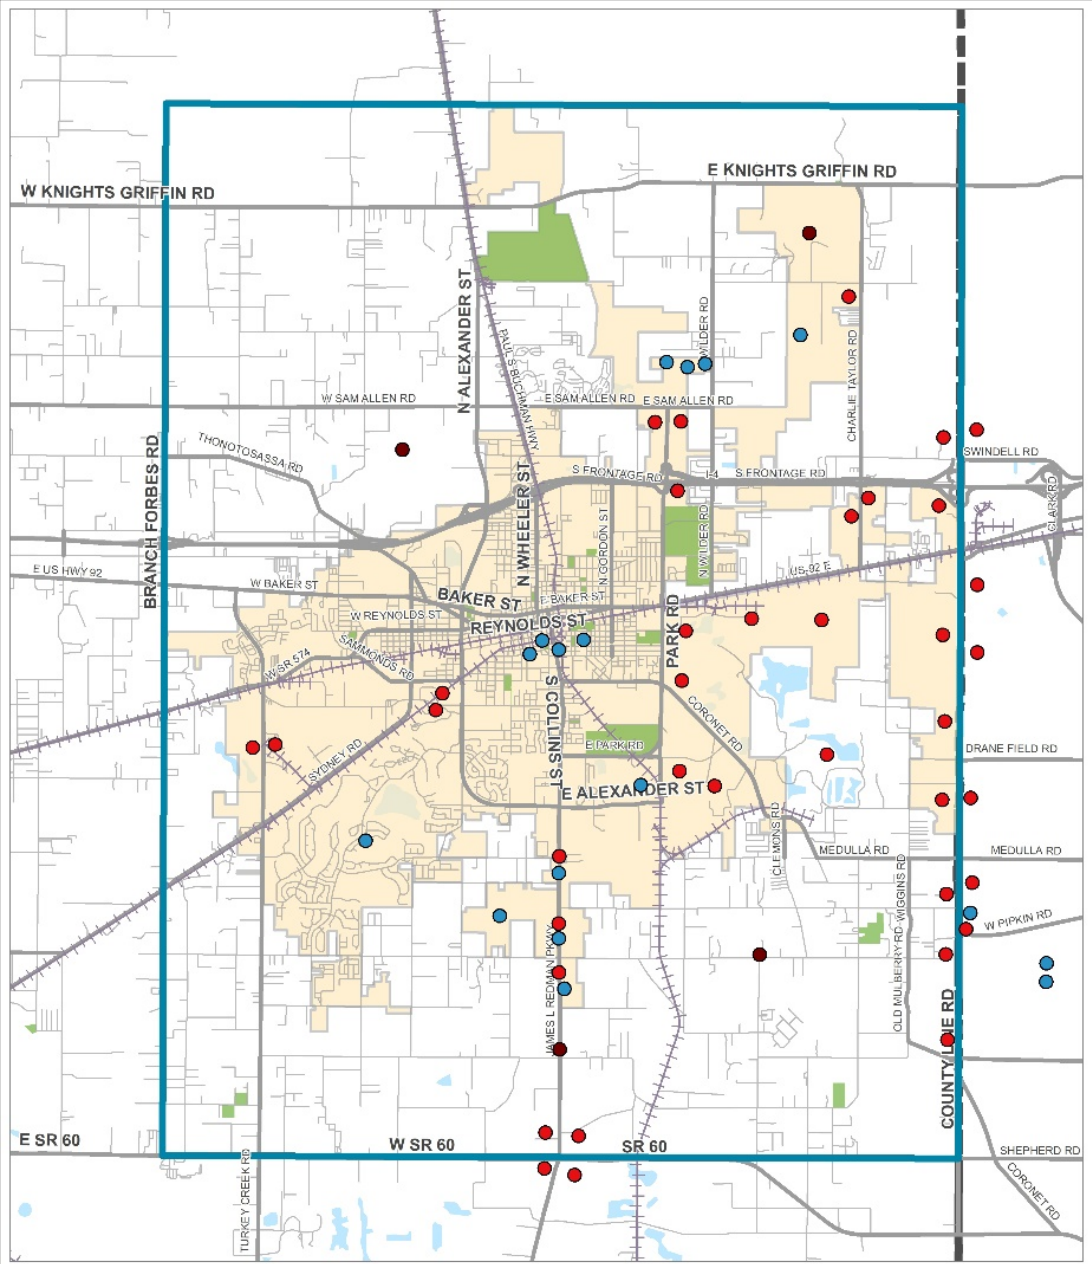 E KNIGHTS GRIFFIN RD
W KNIGHTS GRIFFIN RD
N ALEXANDER ST
PAUL S BUCHMAN HWY
WILDER RD
CHARLIE TAYLOR RD
W SAM ALLEN RD
E SAM ALLEN RD
E SAM ALLEN RD
THONOTOSASSA RD
BRANCH FORBES RD
SWINDELL RD
S FRONTAGE RD
I-4
S FRONTAGE RD
CLARK RD
N WHEELER ST
N GORDON ST
N WILDER RD
E US HWY 92
W BAKER ST
US 92 E
BAKER ST
E BAKER ST
W REYNOLDS ST
REYNOLDS ST
PARK RD
SAMMONDS RD
W SR 574
S COLLINS ST
CORONET RD
E PARK RD
DRANE FIELD RD
SYDNEY RD
E ALEXANDER ST
CLEMONS RD
MEDULLA RD
MEDULLA RD
OLD MULBERRY RD
WIGGINS RD
W PIPKIN RD
JAMES L REDMAN PKWY
COUNTY LINE RD
E SR 60
W SR 60
SR 60
SHEPHERD RD
TURKEY CREEK RD
CORONET RD